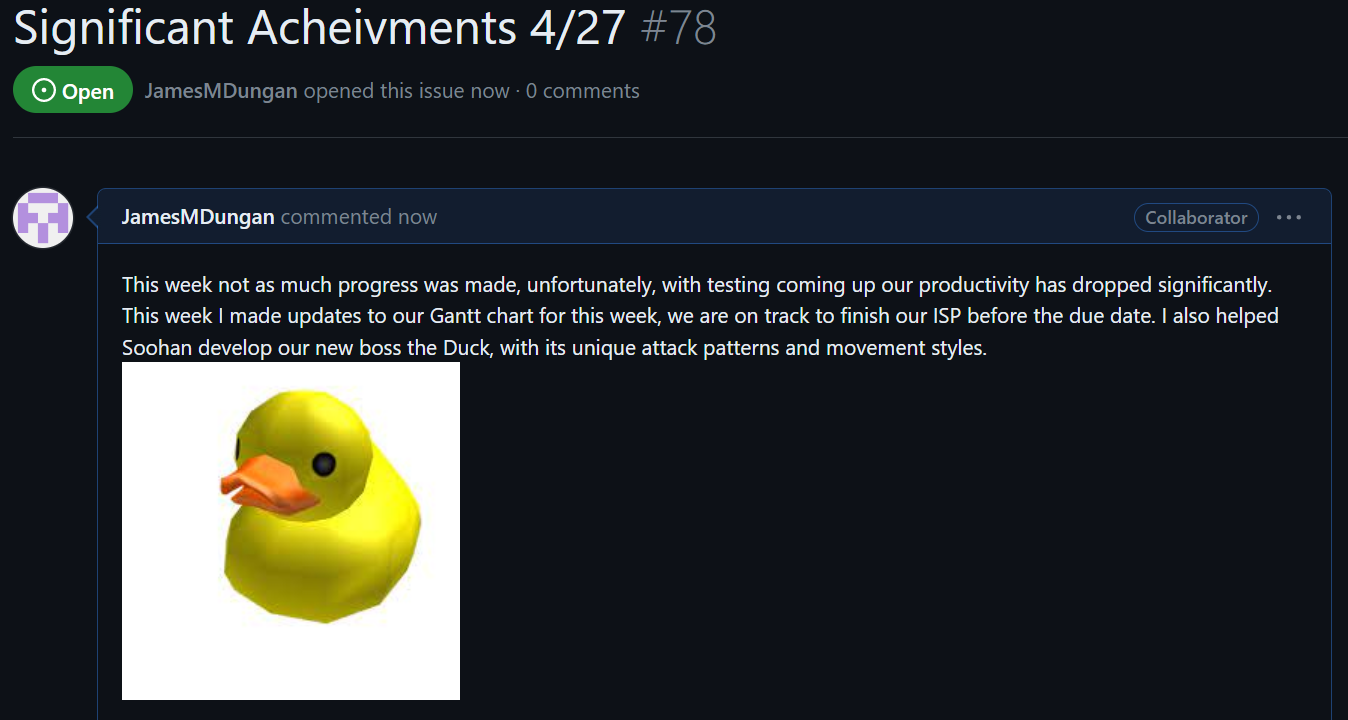 Significant Acheivments 4/27 #78
Open JamesMDungan opened this issue now · 0 comments
JamesMDungan commented now Collaborator ···
This week not as much progress was made, unfortunately, with testing coming up our productivity has dropped significantly.
This week I made updates to our Gantt chart for this week, we are on track to finish our ISP before the due date. I also helped
Soohan develop our new boss the Duck, with its unique attack patterns and movement styles.